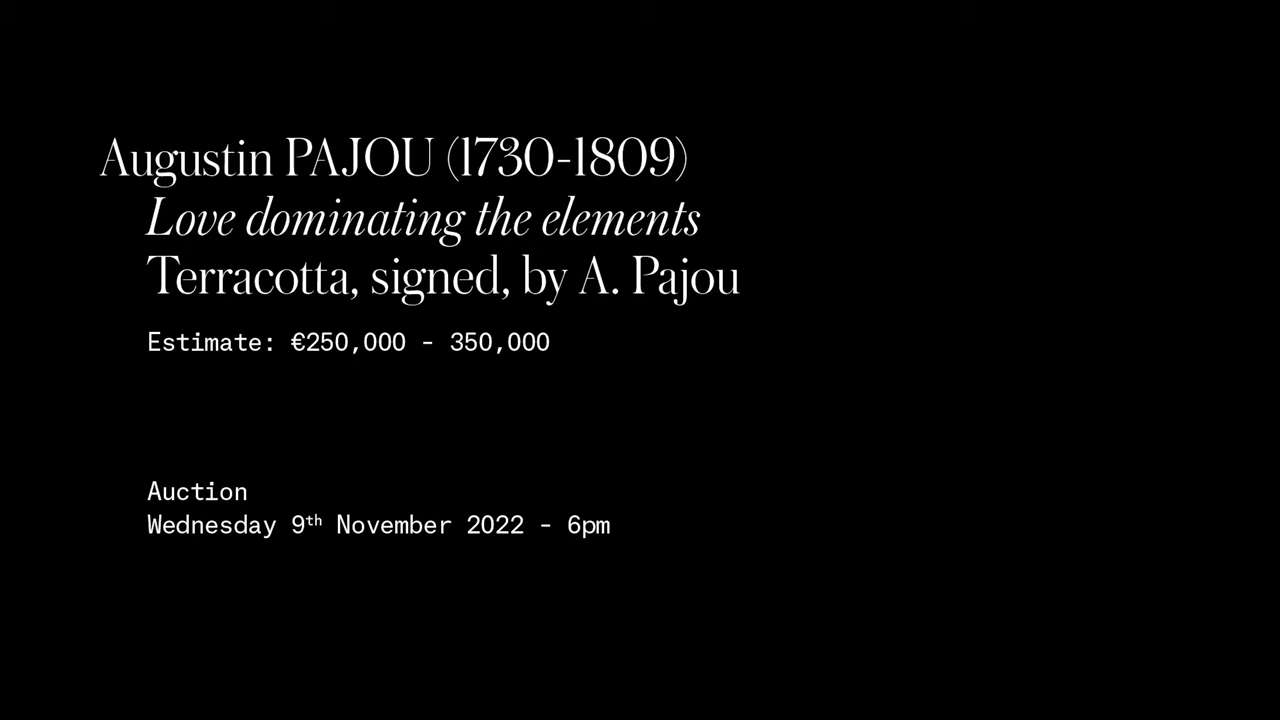 Augustin PAJOU (1730-1809)
Love dominating the elements
Terracotta, signed, by A. Pajou
Estimate: €250,000 - 350,000
Auction
Wednesday 9th November 2022 - 6pm